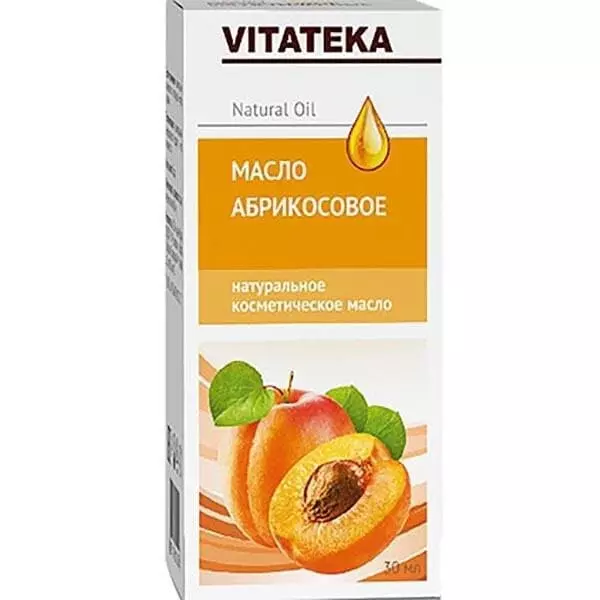 VITATEKA
Natural Oil
МАСЛО
АБРИКОСОВОЕ
натуральное
косметическое масло
30 мл